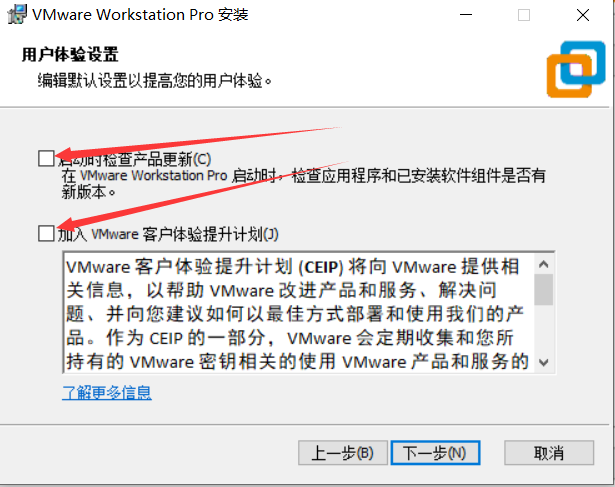 VMware Workstation Pro 安装
用户体验设置
编辑默认设置以提高您的用户体验。
启动时检查产品更新(C)
在 VMware Workstation Pro 启动时，检查应用程序和已安装软件组件是否有
新版本。
加入 VMware 客户体验提升计划(J)
VMware 客户体验提升计划 (CEIP) 将向 VMware 提供相
关信息，以帮助 VMware 改进产品和服务、解决问
题、并向您建议如何以最佳方式部署和使用我们的产
品。作为 CEIP 的一部分，VMware 会定期收集和您所
持有的 VMware 密钥相关的使用 VMware 产品和服务的
了解更多信息
上一步(B) 下一步(N) 取消